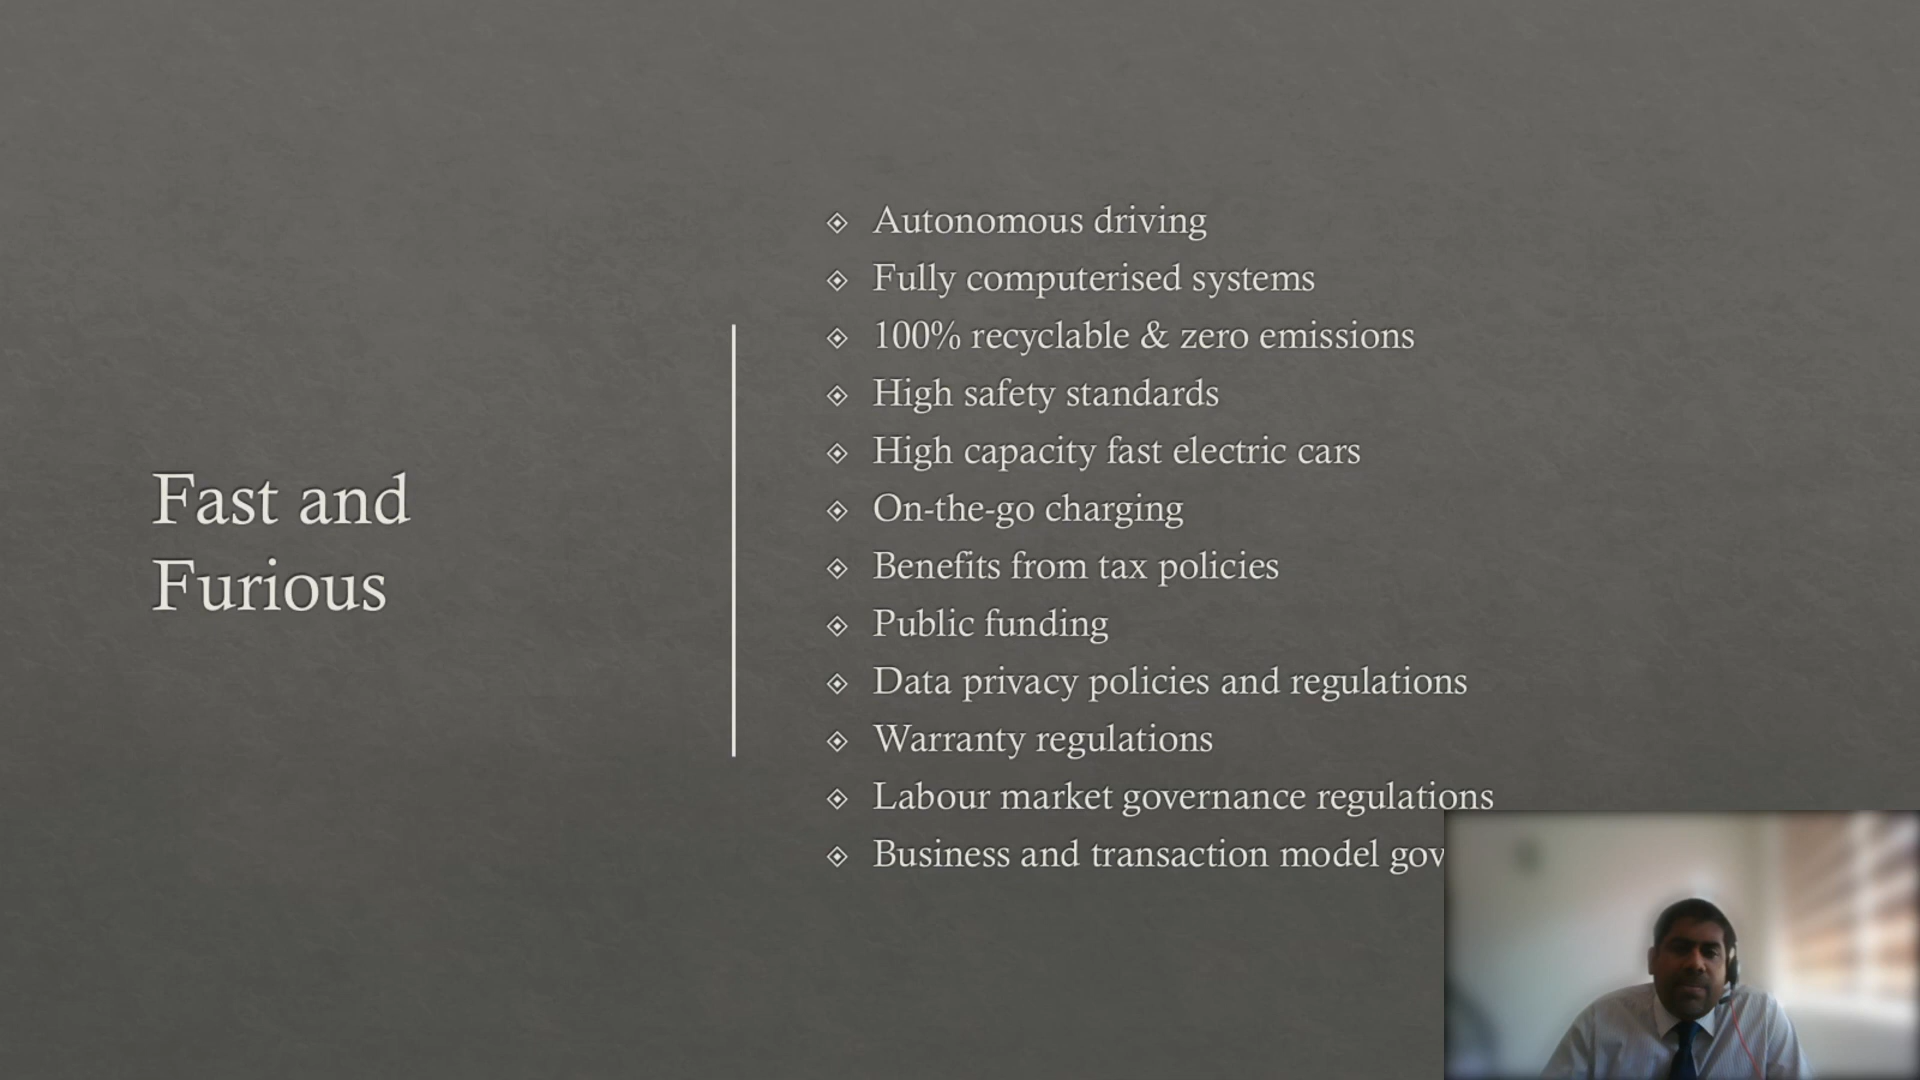 Fast and
Furious
Autonomous driving
Fully computerised systems
100% recyclable & zero emissions
High safety standards
High capacity fast electric cars
On-the-go charging
Benefits from tax policies
Public funding
Data privacy policies and regulations
Warranty regulations
Labour market governance regulations
Business and transaction model